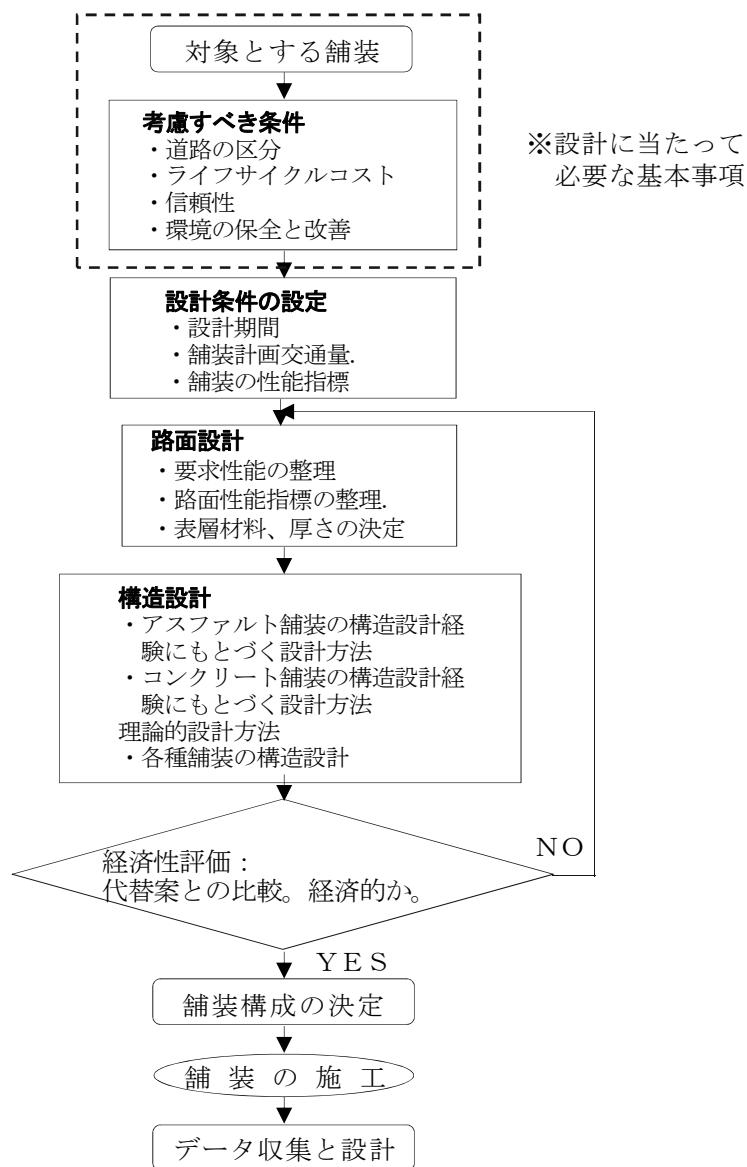 対象とする舗装
考慮すべき条件
・道路の区分
・ライフサイクルコスト
・信頼性
・環境の保全と改善
※設計に当たって
必要な基本事項
設計条件の設定
・設計期間
・舗装計画交通量.
・舗装の性能指標
路面設計
・要求性能の整理
・路面性能指標の整理.
・表層材料、厚さの決定
構造設計
・アスファルト舗装の構造設計経
験にもとづく設計方法
・コンクリート舗装の構造設計経
験にもとづく設計方法
理論的設計方法
・各種舗装の構造設計
経済性評価：
代替案との比較。経済的か。
ＮＯ
ＹＥＳ
舗装構成の決定
舗 装 の 施 工
データ収集と設計